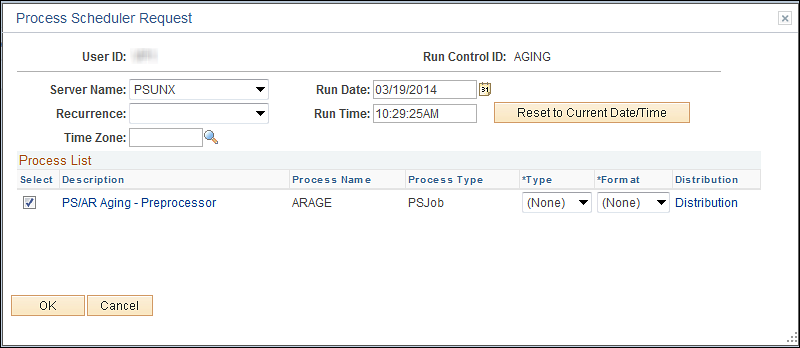 Process Scheduler Request
User ID: Run Control ID: AGING
Server Name: PSUNX Run Date: 03/19/2014 31
Recurrence: Run Time: 10:29:25AM Reset to Current Date/Time
Time Zone:
Process List
Select Description Process Name Process Type *Type *Format Distribution
PS/AR Aging - Preprocessor ARAGE PSJob (None) (None) Distribution
OK Cancel